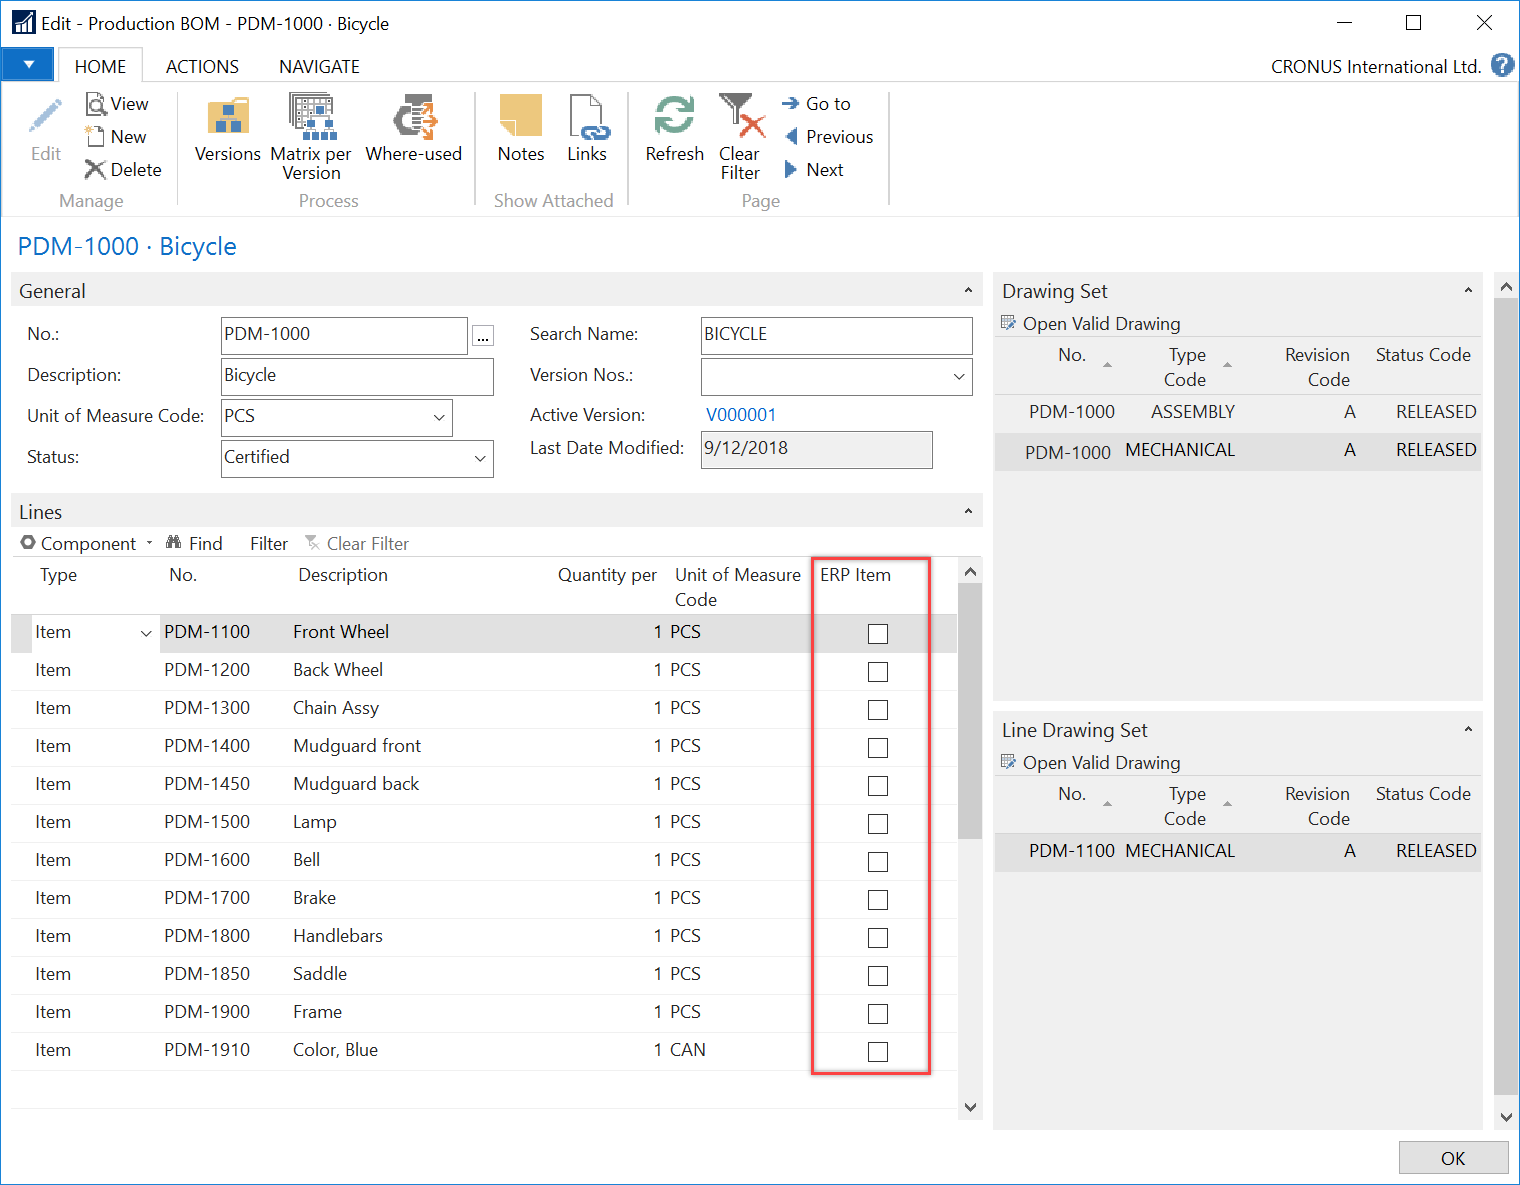 Edit - Production BOM - PDM-1000 · Bicycle
HOME ACTIONS NAVIGATE CRONUS International Ltd. ?
Edit
View
New
Delete
Manage
Versions
Matrix per
Version
Where-used
Process
Notes
Links
Show Attached
Refresh
Clear
Filter
Go to
Previous
Next
Page
PDM-1000 · Bicycle
General
No.: PDM-1000 ...
Description: Bicycle
Unit of Measure Code: PCS
Status: Certified
Search Name: BICYCLE
Version Nos.:
Active Version: V000001
Last Date Modified: 9/12/2018
Lines
Component Find Filter Clear Filter
Type No. Description Quantity per Unit of Measure Code ERP Item
Item PDM-1100 Front Wheel 1 PCS
Item PDM-1200 Back Wheel 1 PCS
Item PDM-1300 Chain Assy 1 PCS
Item PDM-1400 Mudguard front 1 PCS
Item PDM-1450 Mudguard back 1 PCS
Item PDM-1500 Lamp 1 PCS
Item PDM-1600 Bell 1 PCS
Item PDM-1700 Brake 1 PCS
Item PDM-1800 Handlebars 1 PCS
Item PDM-1850 Saddle 1 PCS
Item PDM-1900 Frame 1 PCS
Item PDM-1910 Color, Blue 1 CAN
Drawing Set
Open Valid Drawing
No. Type Code Revision Code Status Code
PDM-1000 ASSEMBLY A RELEASED
PDM-1000 MECHANICAL A RELEASED
Line Drawing Set
Open Valid Drawing
No. Type Code Revision Code Status Code
PDM-1100 MECHANICAL A RELEASED
OK